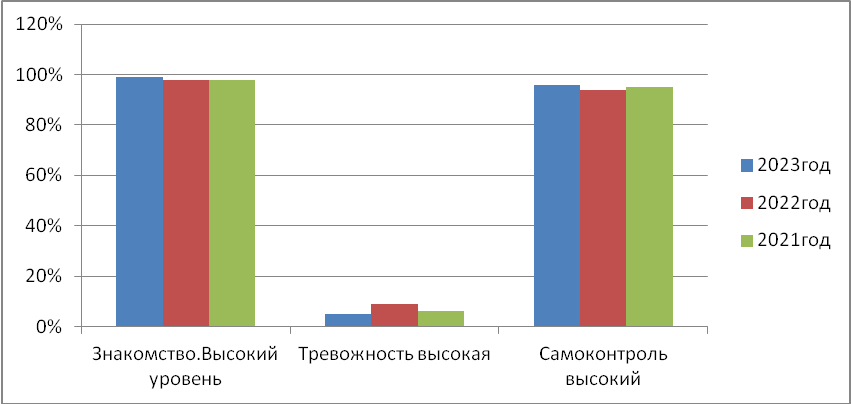 120%
100%
80%
60%
40%
20%
0%
Знакомство.Высокий
уровень
Тревожность высокая
Самоконтроль
высокий
2023год
2022год
2021год